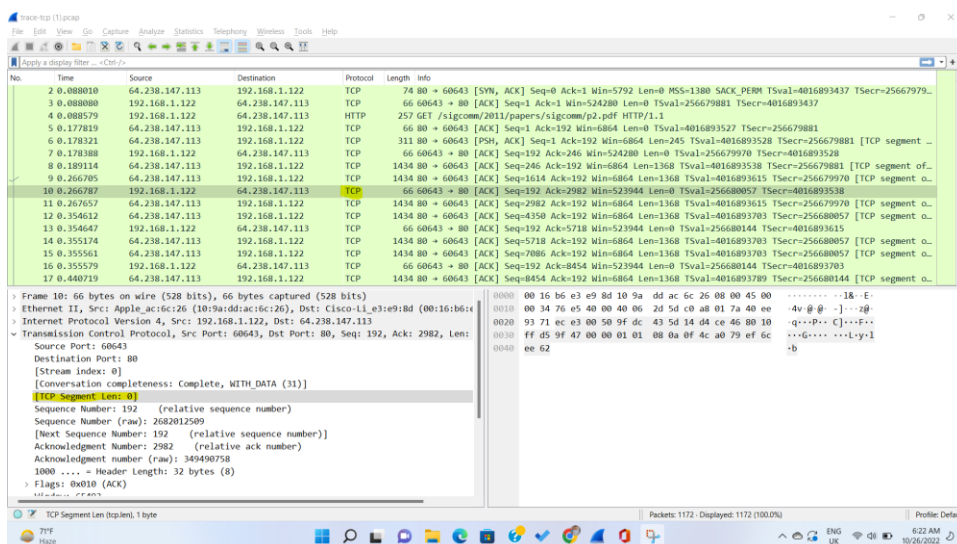 trace-tcp (1).pcap
File Edit View Go Capture Analyze Statistics Telephony Wireless Tools Help
Apply a display filter ... <Ctrl-/>
No. Time Source Destination Protocol Length Info
2 0.088010 64.238.147.113 192.168.1.122 TCP 74 80 → 60643 [SYN, ACK] Seq=0 Ack=1 Win=5792 Len=0 MSS=1380 SACK_PERM TSval=4016893437 TSecr=25667979…
3 0.088080 192.168.1.122 64.238.147.113 TCP 66 60643 → 80 [ACK] Seq=1 Ack=1 Win=524280 Len=0 TSval=256679881 TSecr=4016893437
4 0.088579 192.168.1.122 64.238.147.113 HTTP 257 GET /sigcomm/2011/papers/sigcomm/p2.pdf HTTP/1.1
5 0.177819 64.238.147.113 192.168.1.122 TCP 66 80 → 60643 [ACK] Seq=1 Ack=192 Win=6864 Len=0 TSval=4016893527 TSecr=256679881
6 0.178321 64.238.147.113 192.168.1.122 TCP 311 80 → 60643 [PSH, ACK] Seq=1 Ack=192 Win=6864 Len=245 TSval=4016893528 TSecr=256679881 [TCP segment …
7 0.178388 192.168.1.122 64.238.147.113 TCP 66 60643 → 80 [ACK] Seq=192 Ack=246 Win=524280 Len=0 TSval=256679970 TSecr=4016893528
8 0.189114 64.238.147.113 192.168.1.122 TCP 1434 80 → 60643 [ACK] Seq=246 Ack=192 Win=6864 Len=1368 TSval=4016893538 TSecr=256679881 [TCP segment of…
9 0.266705 64.238.147.113 192.168.1.122 TCP 1434 80 → 60643 [ACK] Seq=1614 Ack=192 Win=6864 Len=1368 TSval=4016893615 TSecr=256679970 [TCP segment o…
10 0.266787 192.168.1.122 64.238.147.113 TCP 66 60643 → 80 [ACK] Seq=192 Ack=2982 Win=523944 Len=0 TSval=256680057 TSecr=4016893538
11 0.267657 64.238.147.113 192.168.1.122 TCP 1434 80 → 60643 [ACK] Seq=2982 Ack=192 Win=6864 Len=1368 TSval=4016893615 TSecr=256679970 [TCP segment o…
12 0.354612 64.238.147.113 192.168.1.122 TCP 1434 80 → 60643 [ACK] Seq=4350 Ack=192 Win=6864 Len=1368 TSval=4016893703 TSecr=256680057 [TCP segment o…
13 0.354647 192.168.1.122 64.238.147.113 TCP 66 60643 → 80 [ACK] Seq=192 Ack=5718 Win=523944 Len=0 TSval=256680144 TSecr=4016893615
14 0.355174 64.238.147.113 192.168.1.122 TCP 1434 80 → 60643 [ACK] Seq=5718 Ack=192 Win=6864 Len=1368 TSval=4016893703 TSecr=256680057 [TCP segment o…
15 0.355561 64.238.147.113 192.168.1.122 TCP 1434 80 → 60643 [ACK] Seq=7086 Ack=192 Win=6864 Len=1368 TSval=4016893703 TSecr=256680057 [TCP segment o…
16 0.355579 192.168.1.122 64.238.147.113 TCP 66 60643 → 80 [ACK] Seq=192 Ack=8454 Win=523944 Len=0 TSval=256680144 TSecr=4016893703
17 0.440719 64.238.147.113 192.168.1.122 TCP 1434 80 → 60643 [ACK] Seq=8454 Ack=192 Win=6864 Len=1368 TSval=4016893789 TSecr=256680144 [TCP segment o…
Frame 10: 66 bytes on wire (528 bits), 66 bytes captured (528 bits)
Ethernet II, Src: Apple_ac:6c:26 (10:9a:dd:ac:6c:26), Dst: Cisco-Li_e3:e9:8d (00:16:b6:e
Internet Protocol Version 4, Src: 192.168.1.122, Dst: 64.238.147.113
Transmission Control Protocol, Src Port: 60643, Dst Port: 80, Seq: 192, Ack: 2982, Len:
Source Port: 60643
Destination Port: 80
[Stream index: 0]
[Conversation completeness: Complete, WITH_DATA (31)]
[TCP Segment Len: 0]
Sequence Number: 192 (relative sequence number)
Sequence Number (raw): 2682012509
[Next Sequence Number: 192 (relative sequence number)]
Acknowledgment Number: 2982 (relative ack number)
Acknowledgment number (raw): 349490758
1000 .... = Header Length: 32 bytes (8)
Flags: 0x010 (ACK)
0000 00 16 b6 e3 e9 8d 10 9a dd ac 6c 26 08 00 45 00 ········ ··l&··E·
0010 00 34 76 e5 40 00 40 06 2d 5d c0 a8 01 7a 40 ee ·4v·@·@· -]···z@·
0020 93 71 ec e3 00 50 9f dc 43 5d 14 d4 ce 46 80 10 ·q···P·· C]···F··
0030 ff d5 9f 47 00 00 01 01 08 0a 0f 4c a0 79 ef 6c ···G···· ···L·y·l
0040 ee 62 ·b
TCP Segment Len (tcp.len), 1 byte
Packets: 1172 · Displayed: 1172 (100.0%)
Profile: Defau
71°F
Haze
ENG
UK
6:22 AM
10/26/2022